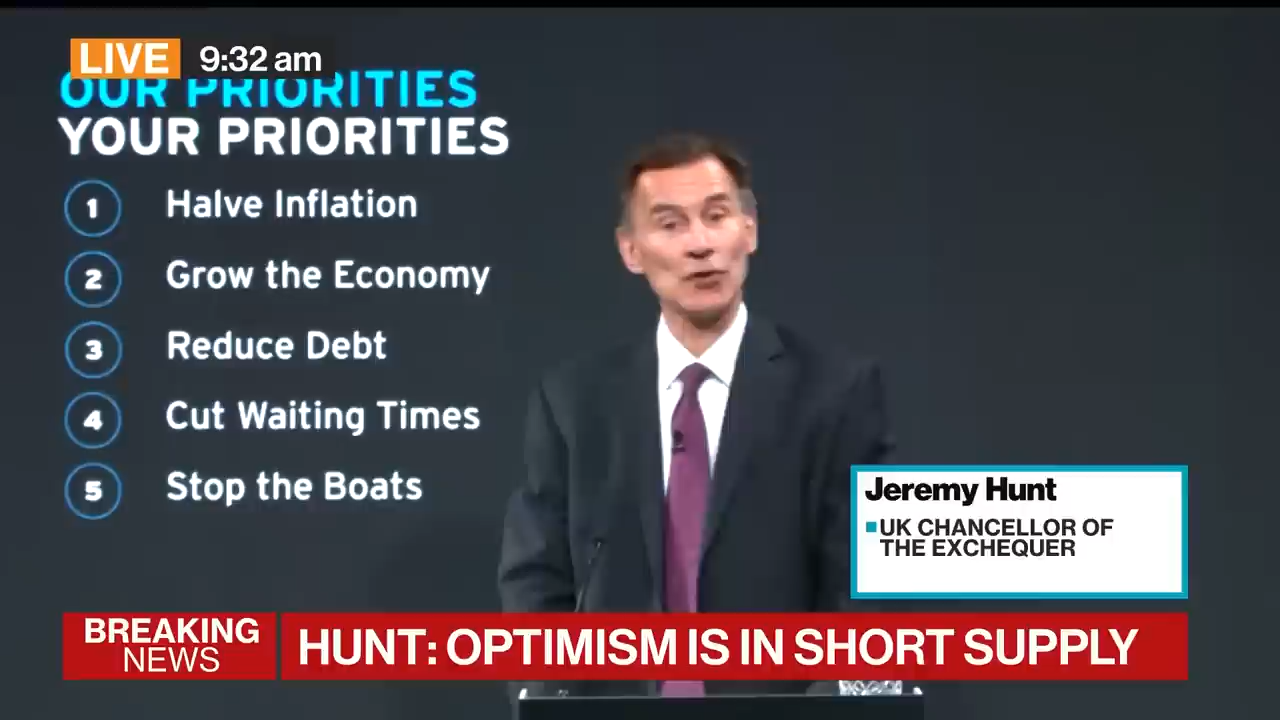 LIVE 9:32 am
OUR PRIORITIES
YOUR PRIORITIES
1 Halve Inflation
2 Grow the Economy
3 Reduce Debt
4 Cut Waiting Times
5 Stop the Boats
Jeremy Hunt
UK CHANCELLOR OF
THE EXCHEQUER
BREAKING
NEWS
HUNT: OPTIMISM IS IN SHORT SUPPLY